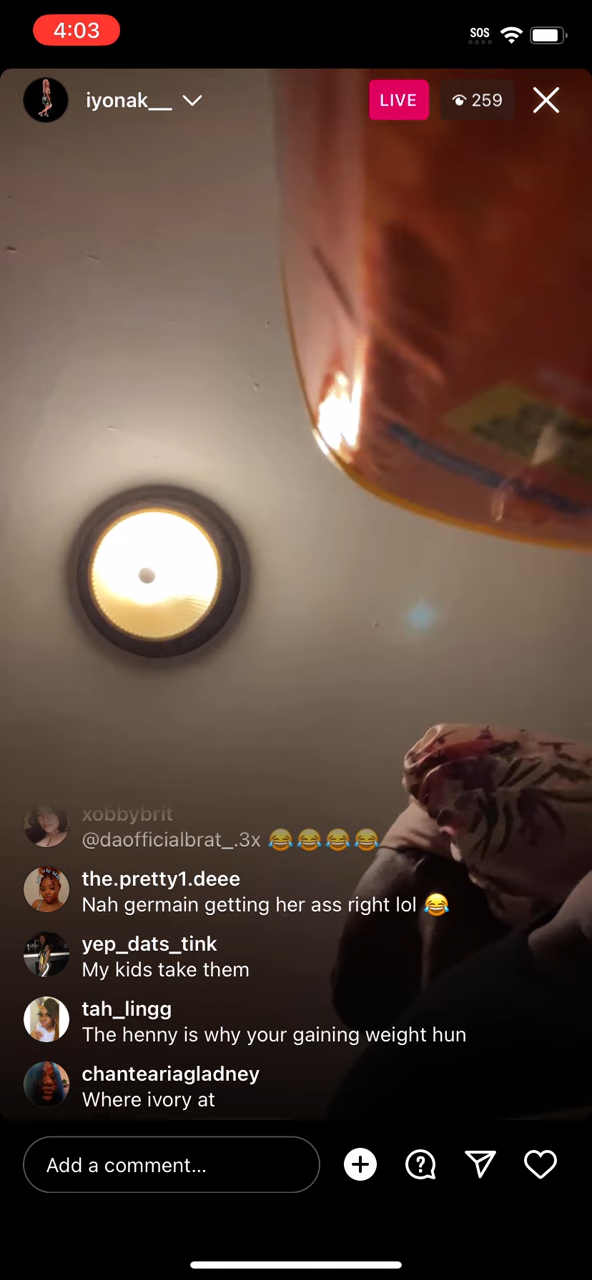 4:03
SOS
iyonak__
LIVE
259
xobbybrit
@daofficialbrat_.3x 😂😂😂😂
the.pretty1.deee
Nah germain getting her ass right lol 😂
yep_dats_tink
My kids take them
tah_lingg
The henny is why your gaining weight hun
chanteariagladney
Where ivory at
Add a comment...